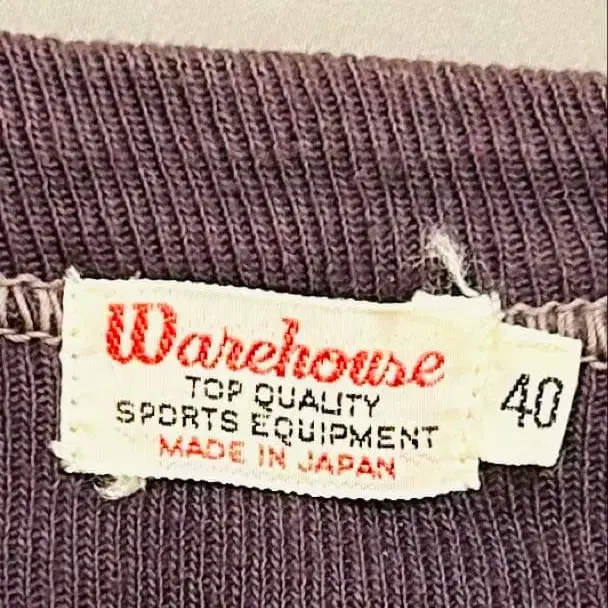 Warehouse
TOP QUALITY
SPORTS EQUIPMENT
MADE IN JAPAN
40